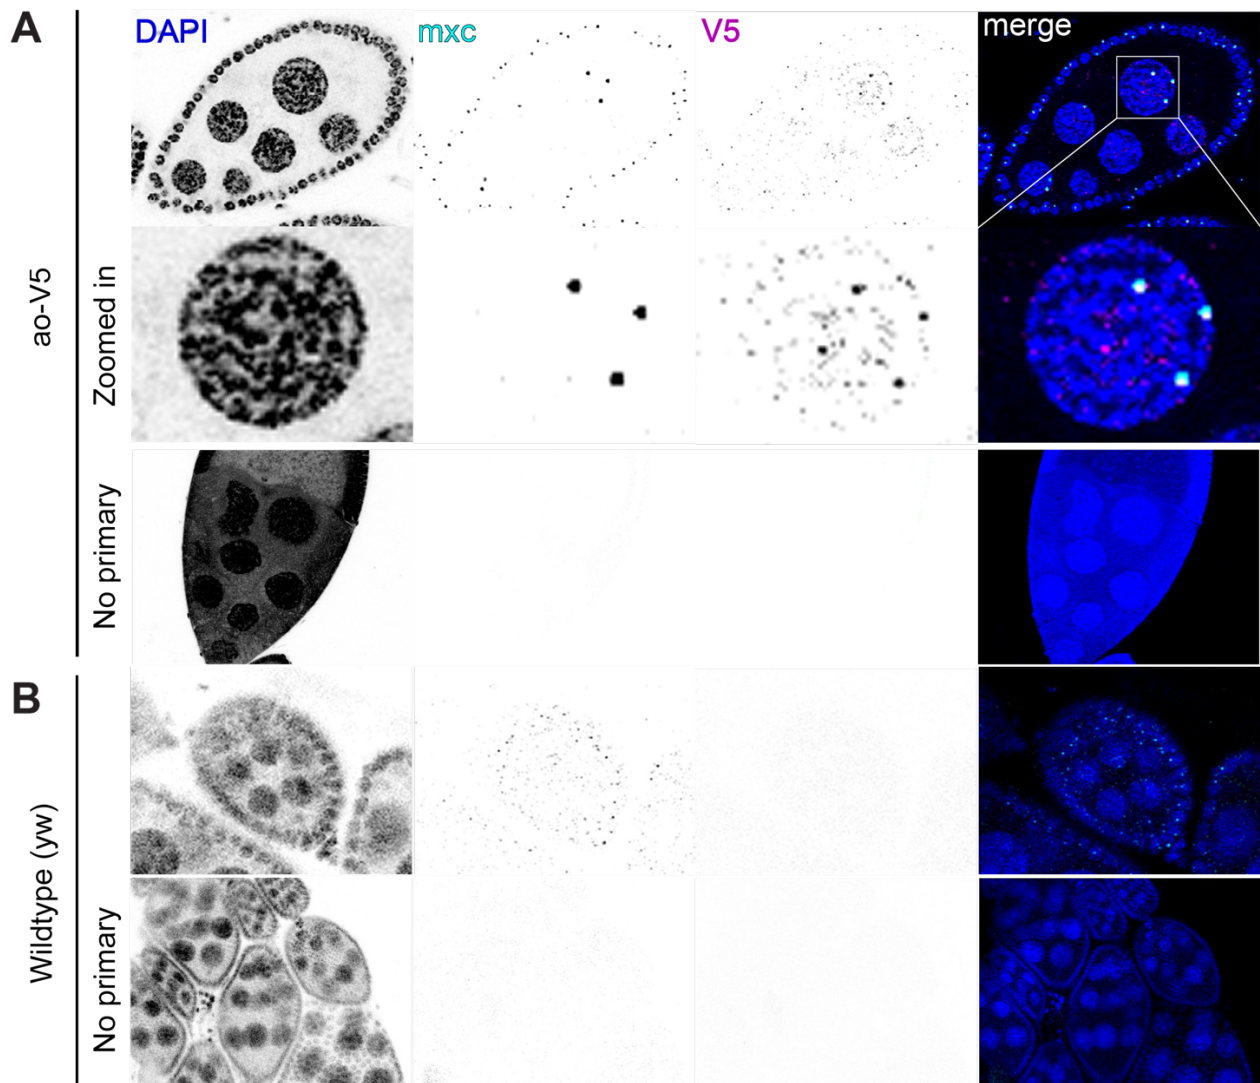 A
DAPI
mxc
V5
merge
ao-V5
Zoomed in
No primary
B
Wildtype (yw)
No primary